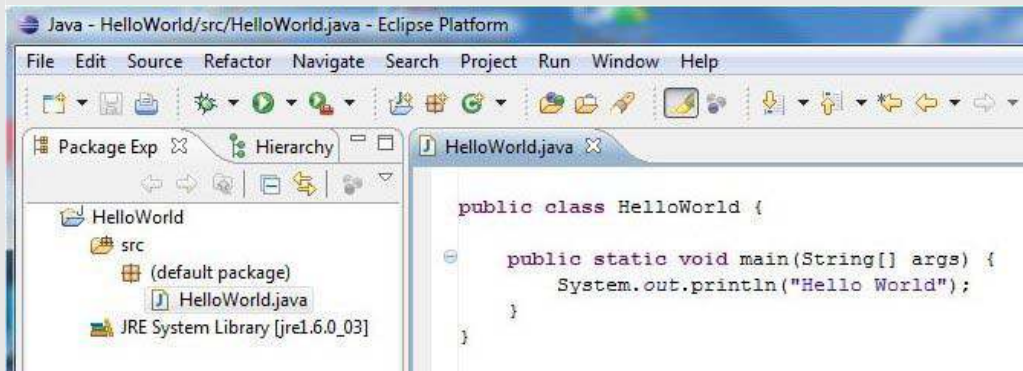 Java - HelloWorld/src/HelloWorld.java - Eclipse Platform
File Edit Source Refactor Navigate Search Project Run Window Help
Package Exp Hierarchy
HelloWorld.java
HelloWorld
src
(default package)
HelloWorld.java
JRE System Library [jre1.6.0_03]
public class HelloWorld {
public static void main(String[] args) {
System.out.println("Hello World");
}
}